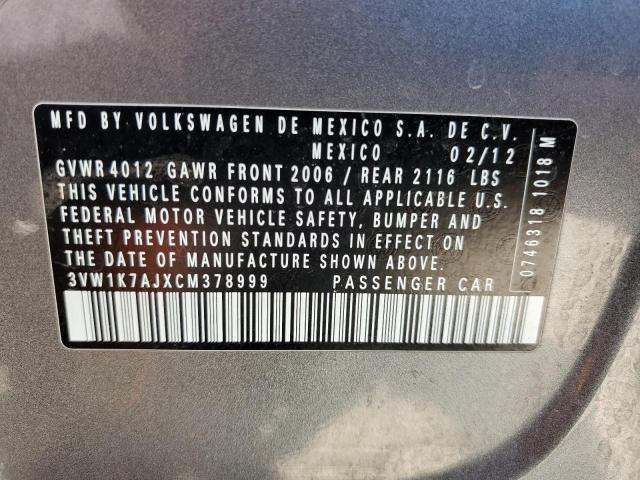 MFD BY VOLKSWAGEN DE MEXICO S.A. DE C.V.
MEXICO 02/12
GVWR 4012 GAWR FRONT 2006 / REAR 2116 LBS
THIS VEHICLE CONFORMS TO ALL APPLICABLE U.S.
FEDERAL MOTOR VEHICLE SAFETY, BUMPER AND
THEFT PREVENTION STANDARDS IN EFFECT ON
THE DATE OF MANUFACTURE SHOWN ABOVE.
3VW1K7AJXCM378999 PASSENGER CAR
0746318 1018 M